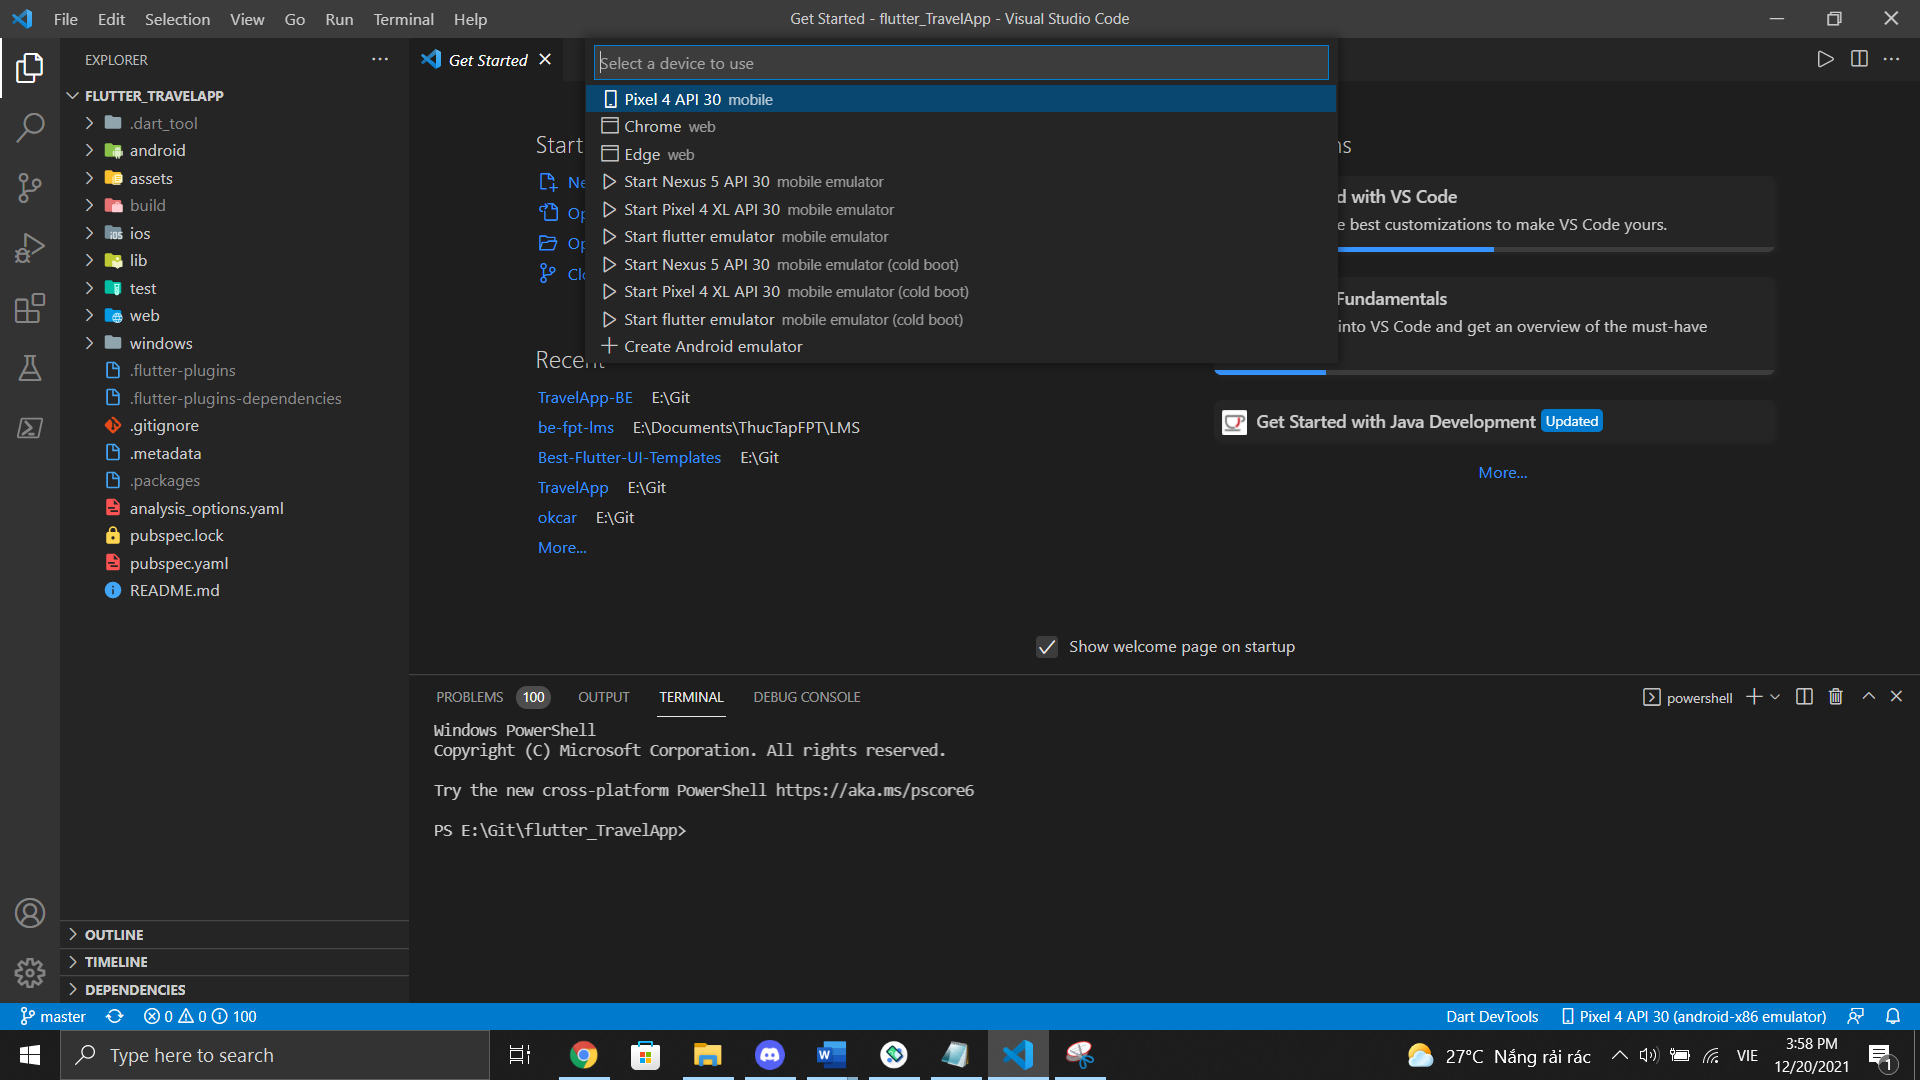 File Edit Selection View Go Run Terminal Help
Get Started - flutter_TravelApp - Visual Studio Code
EXPLORER
FLUTTER_TRAVELAPP
.dart_tool
android
assets
build
ios
lib
test
web
windows
.flutter-plugins
.flutter-plugins-dependencies
.gitignore
.metadata
.packages
analysis_options.yaml
pubspec.lock
pubspec.yaml
README.md
OUTLINE
TIMELINE
DEPENDENCIES
Get Started
Select a device to use
Pixel 4 API 30 mobile
Chrome web
Edge web
Start Nexus 5 API 30 mobile emulator
Start Pixel 4 XL API 30 mobile emulator
Start flutter emulator mobile emulator
Start Nexus 5 API 30 mobile emulator (cold boot)
Start Pixel 4 XL API 30 mobile emulator (cold boot)
Start flutter emulator mobile emulator (cold boot)
Create Android emulator
Start
Ne
Op
Op
Clo
Recent
TravelApp-BE E:\Git
be-fpt-lms E:\Documents\ThucTapFPT\LMS
Best-Flutter-UI-Templates E:\Git
TravelApp E:\Git
okcar E:\Git
More...
ns
d with VS Code
e best customizations to make VS Code yours.
Fundamentals
into VS Code and get an overview of the must-have
Get Started with Java Development Updated
More...
Show welcome page on startup
PROBLEMS 100 OUTPUT TERMINAL DEBUG CONSOLE
powershell
Windows PowerShell
Copyright (C) Microsoft Corporation. All rights reserved.
Try the new cross-platform PowerShell https://aka.ms/pscore6
PS E:\Git\flutter_TravelApp>
master 0 0 100
Dart DevTools Pixel 4 API 30 (android-x86 emulator)
Type here to search
27°C Nắng rải rác
VIE
3:58 PM
12/20/2021
1